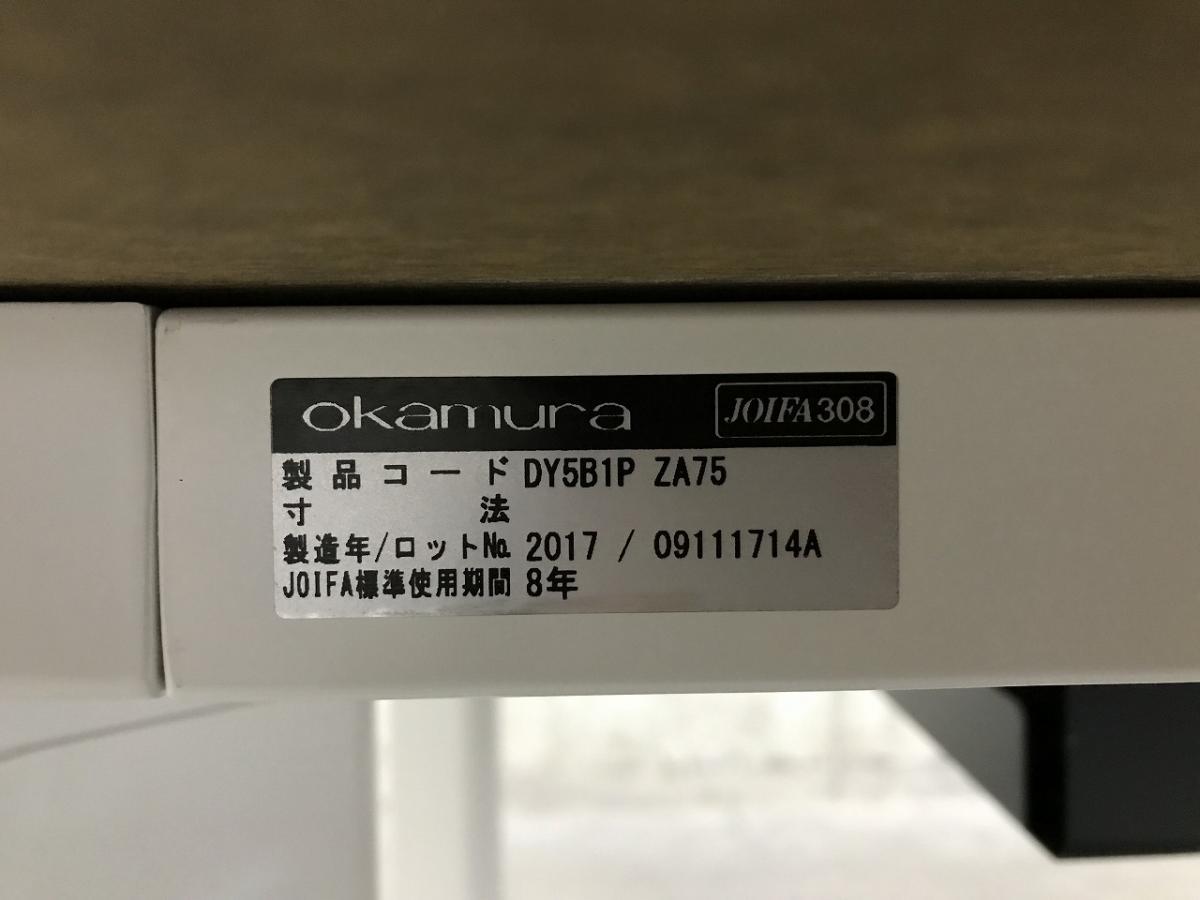 okamura JOIFA308
製品コード DY5B1P ZA75
寸法
製造年/ロット№ 2017 / 09111714A
JOIFA標準使用期間 8年